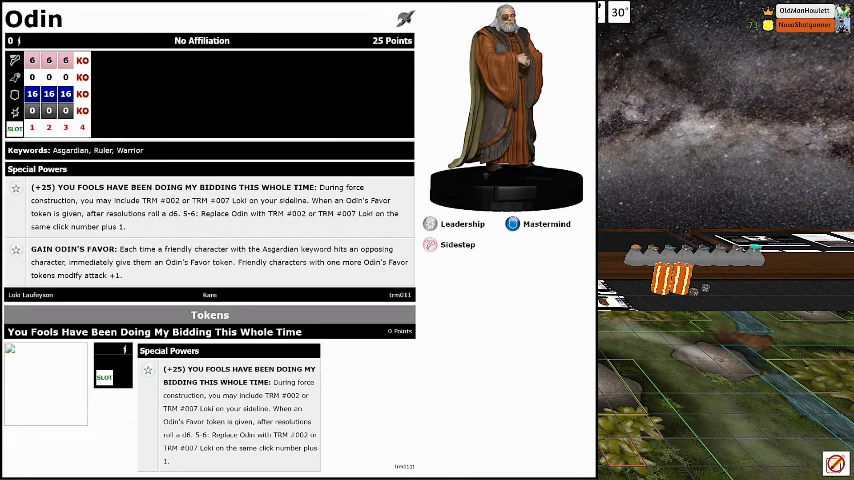 Odin
0
No Affiliation
25 Points
6 6 6 KO
0 0 0 KO
16 16 16 KO
0 0 0 KO
SLOT 1 2 3 4
Keywords: Asgardian, Ruler, Warrior
Special Powers
(+25) YOU FOOLS HAVE BEEN DOING MY BIDDING THIS WHOLE TIME: During force
construction, you may include TRM #002 or TRM #007 Loki on your sideline. When an Odin's Favor
token is given, after resolutions roll a d6. 5-6: Replace Odin with TRM #002 or TRM #007 Loki on the
same click number plus 1.
GAIN ODIN'S FAVOR: Each time a friendly character with the Asgardian keyword hits an opposing
character, immediately give them an Odin's Favor token. Friendly characters with one more Odin's Favor
tokens modify attack +1.
Loki Laufeyson
Rare
trm011
Leadership
Mastermind
Sidestep
Tokens
You Fools Have Been Doing My Bidding This Whole Time
0 Points
SLOT
Special Powers
(+25) YOU FOOLS HAVE BEEN DOING MY
BIDDING THIS WHOLE TIME: During force
construction, you may include TRM #002 or
TRM #007 Loki on your sideline. When an
Odin's Favor token is given, after resolutions
roll a d6. 5-6: Replace Odin with TRM #002 or
TRM #007 Loki on the same click number plus
1.
trm011t
30°
OldManHowlett
73
NovaShotgunner